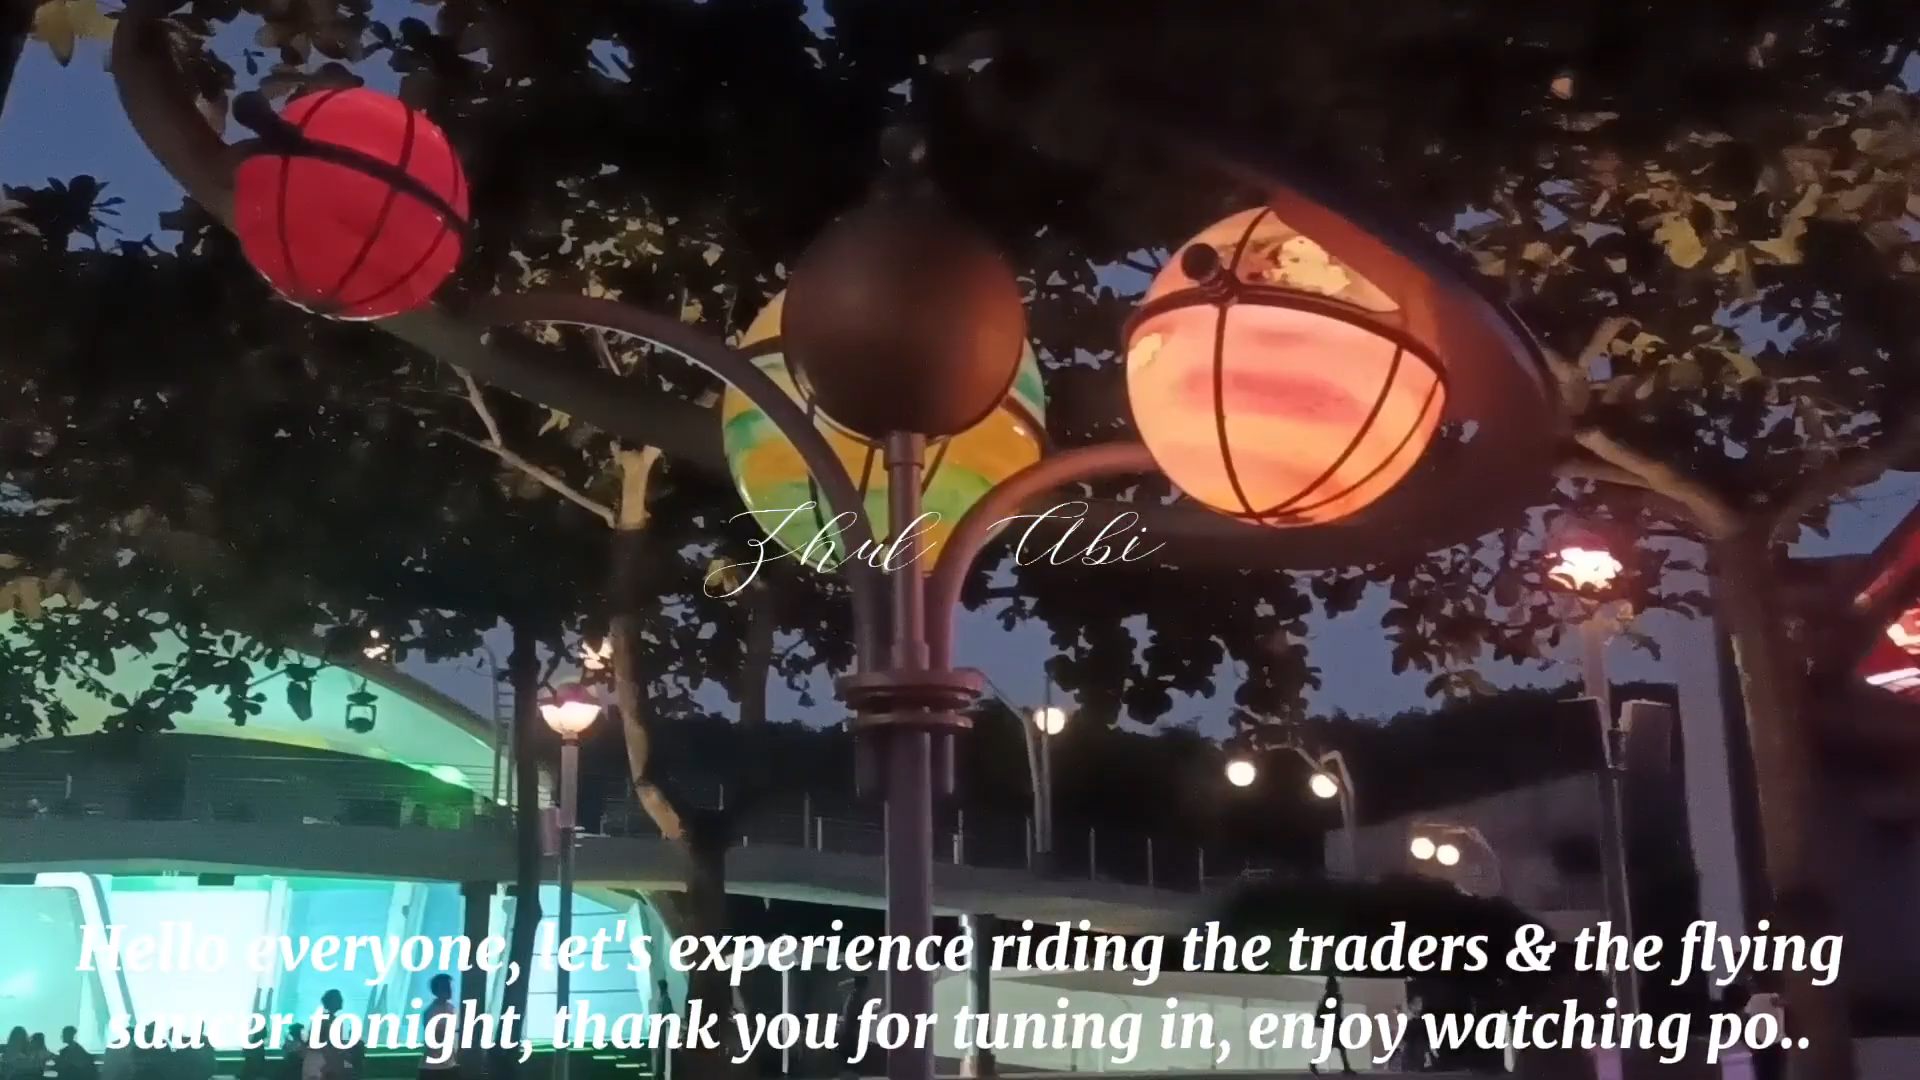 Zhul Abi
Hello everyone, let's experience riding the traders & the flying
saucer tonight, thank you for tuning in, enjoy watching po..